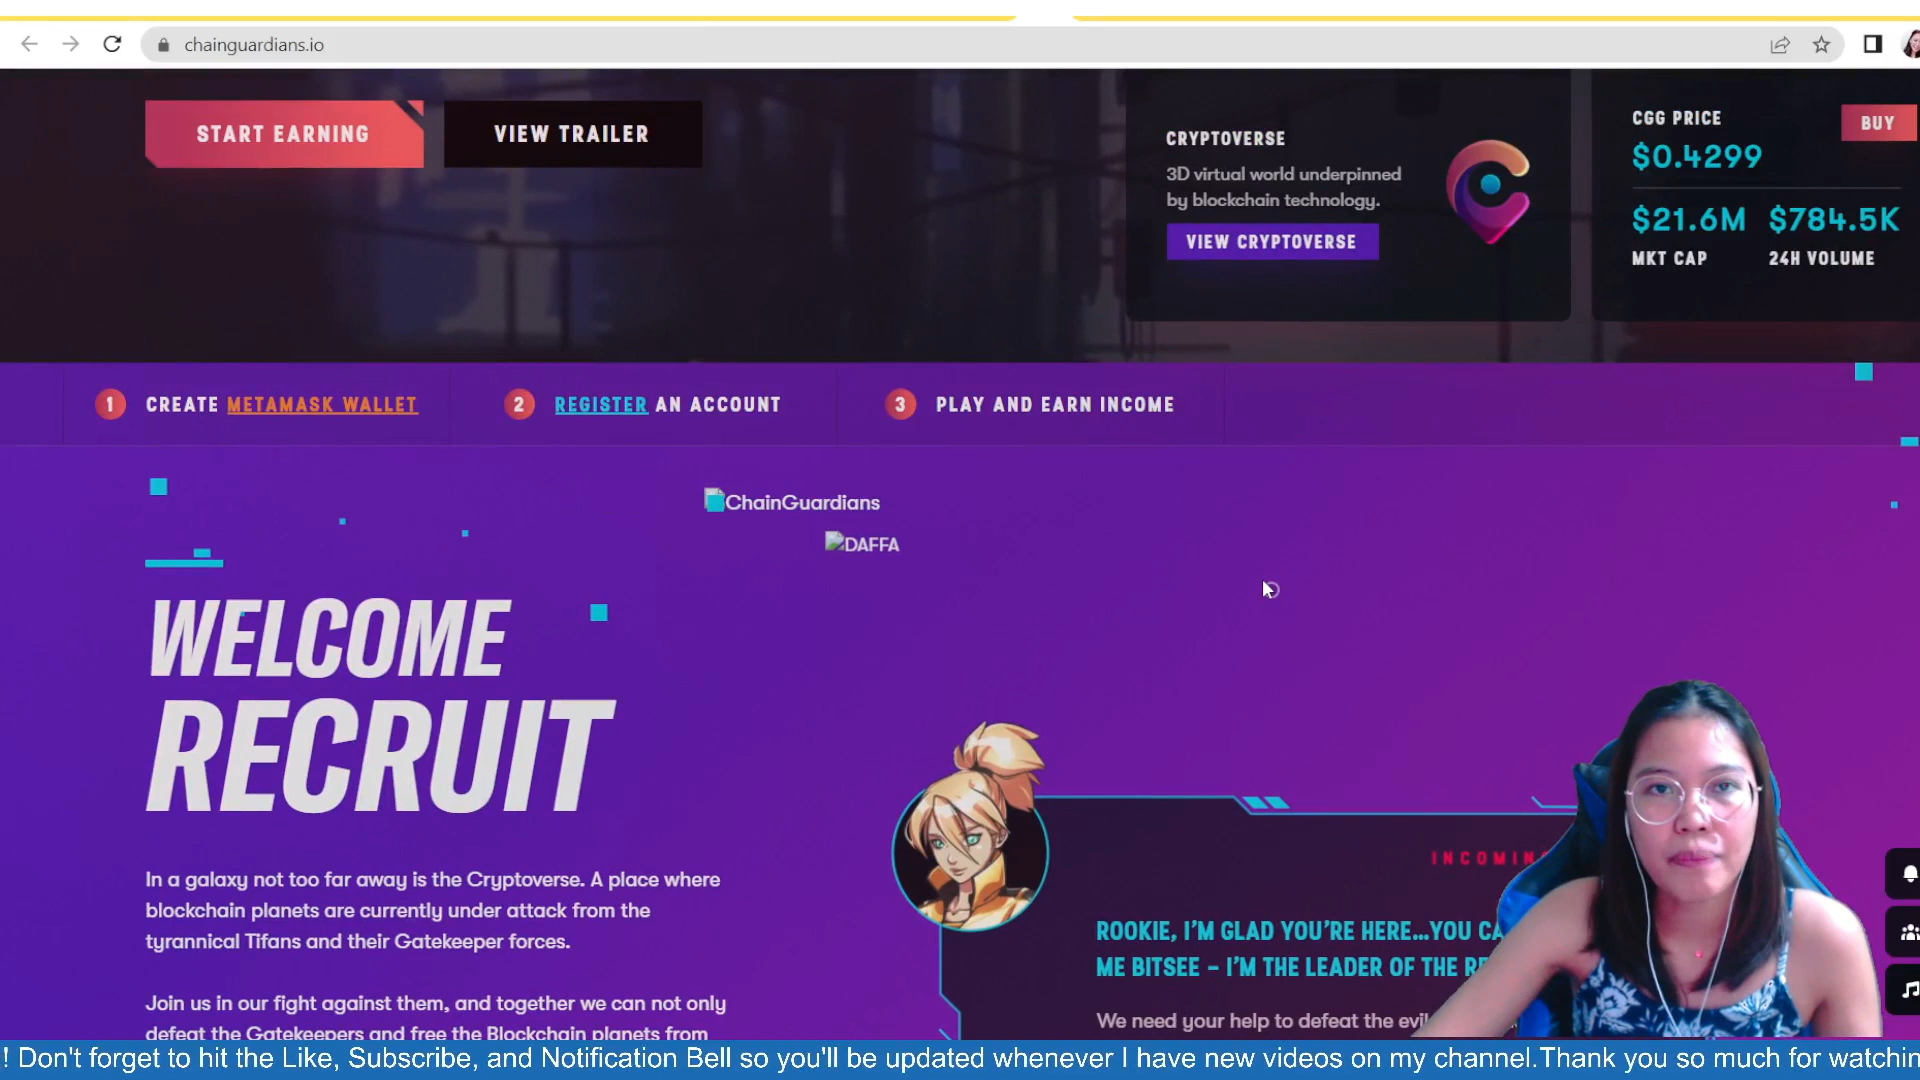 chainguardians.io
START EARNING
VIEW TRAILER
CRYPTOVERSE
3D virtual world underpinned
by blockchain technology.
VIEW CRYPTOVERSE
CGG PRICE
BUY
$0.4299
$21.6M $784.5K
MKT CAP 24H VOLUME
1 CREATE METAMASK WALLET
2 REGISTER AN ACCOUNT
3 PLAY AND EARN INCOME
ChainGuardians
DAFFA
WELCOME
RECRUIT
In a galaxy not too far away is the Cryptoverse. A place where
blockchain planets are currently under attack from the
tyrannical Tifans and their Gatekeeper forces.
Join us in our fight against them, and together we can not only
defeat the Gatekeepers and free the Blockchain planets from
INCOMIN
ROOKIE, I'M GLAD YOU'RE HERE...YOU CA
ME BITSEE – I'M THE LEADER OF THE RE
We need your help to defeat the evil
! Don't forget to hit the Like, Subscribe, and Notification Bell so you'll be updated whenever I have new videos on my channel.Thank you so much for watchin